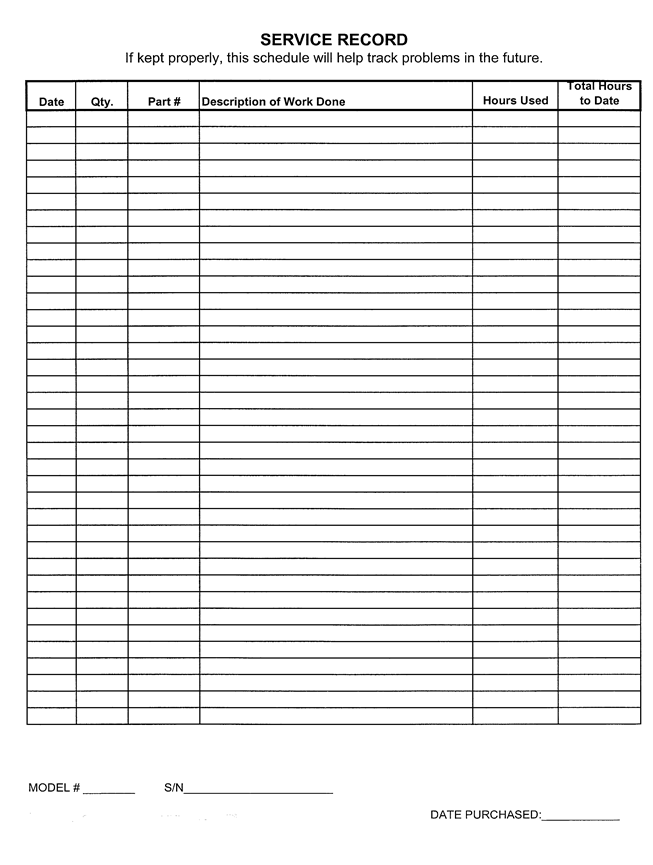 SERVICE RECORD
If kept properly, this schedule will help track problems in the future.
Date Qty. Part # Description of Work Done Hours Used Total Hours
to Date
MODEL # ________ S/N_______________________
DATE PURCHASED:____________